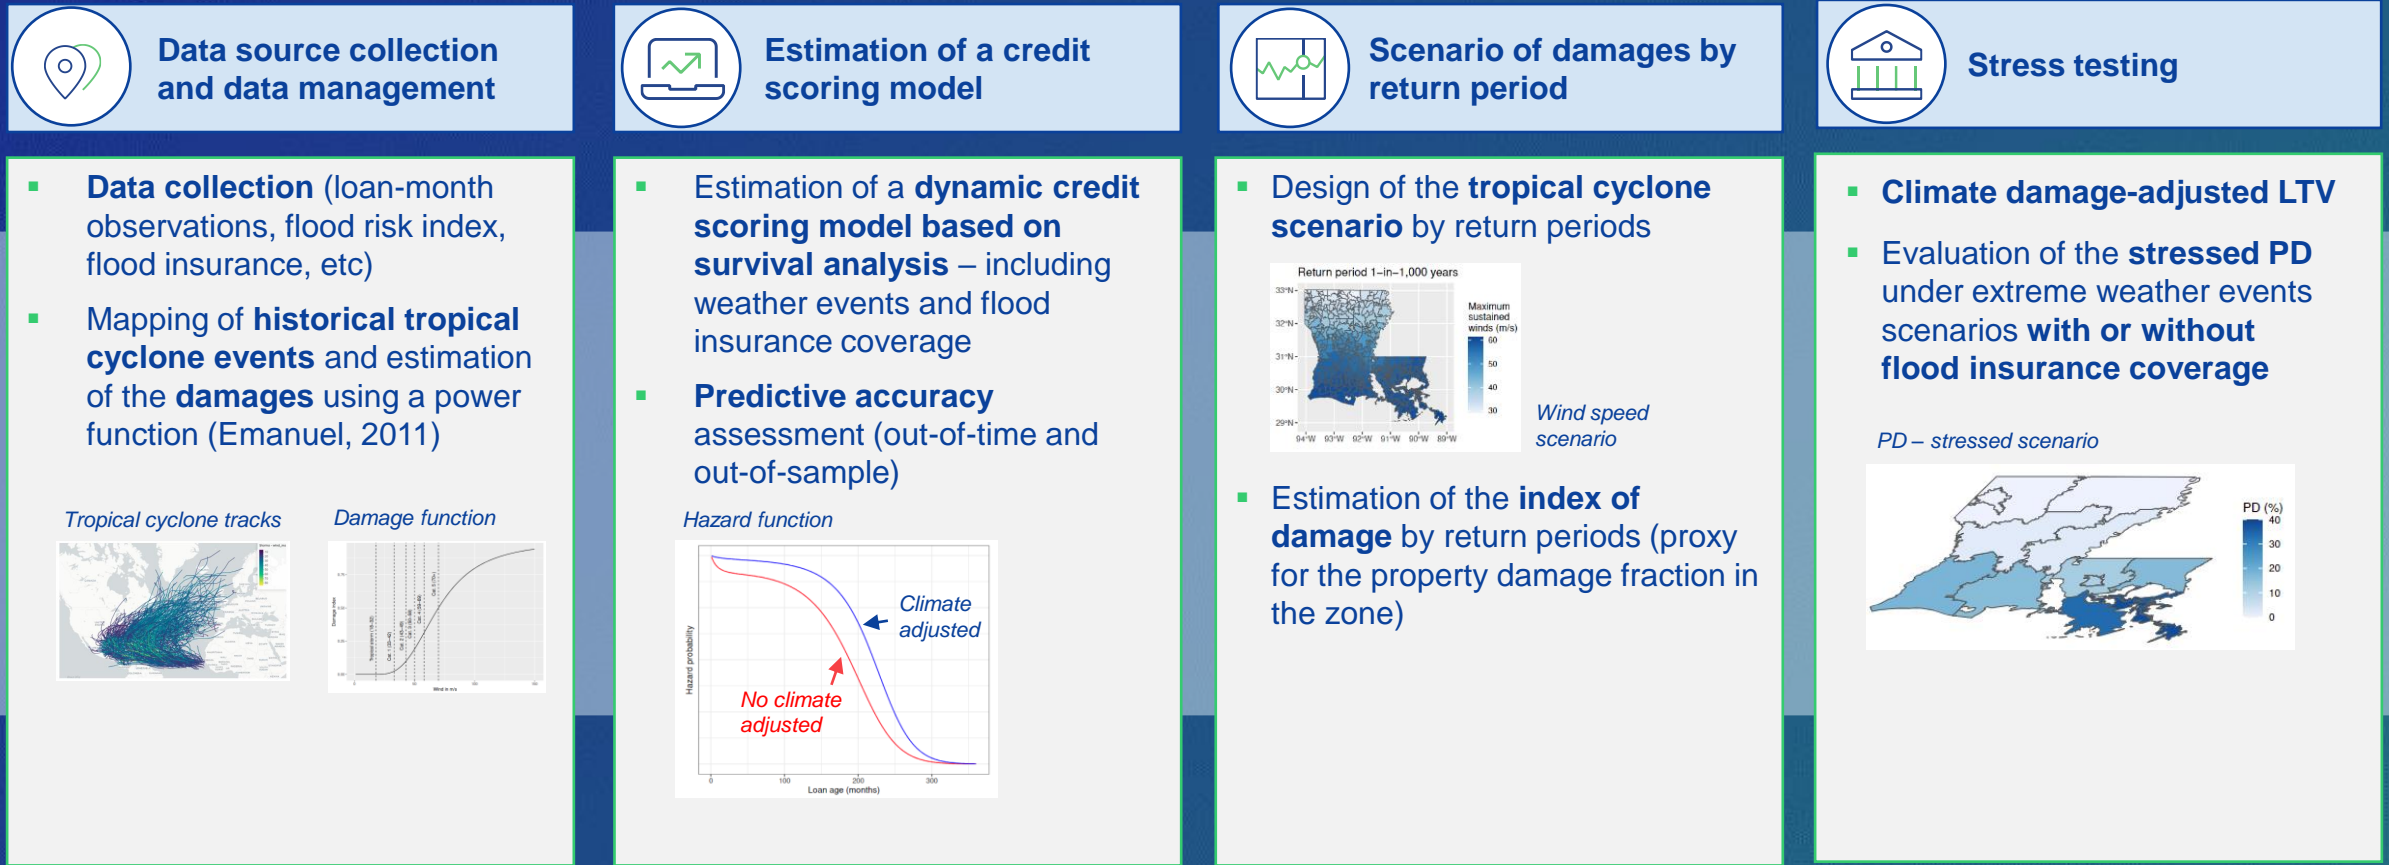 Data source collection
and data management
Data collection (loan-month
observations, flood risk index,
flood insurance, etc)
Mapping of historical tropical
cyclone events and estimation
of the damages using a power
function (Emanuel, 2011)
Tropical cyclone tracks
Damage function
Damage index
Wind in m/s
Estimation of a credit
scoring model
Estimation of a dynamic credit
scoring model based on
survival analysis – including
weather events and flood
insurance coverage
Predictive accuracy
assessment (out-of-time and
out-of-sample)
Hazard function
Hazard probability
Climate
adjusted
No climate
adjusted
0 100 200 300
Loan age (months)
Scenario of damages by
return period
Design of the tropical cyclone
scenario by return periods
Return period 1−in−1,000 years
33°N
32°N
31°N
30°N
29°N
94°W 93°W 92°W 91°W 90°W 89°W
Maximum
sustained
winds (m/s)
60
50
40
30
Wind speed
scenario
Estimation of the index of
damage by return periods (proxy
for the property damage fraction in
the zone)
Stress testing
Climate damage-adjusted LTV
Evaluation of the stressed PD
under extreme weather events
scenarios with or without
flood insurance coverage
PD – stressed scenario
PD (%)
40
30
20
10
0